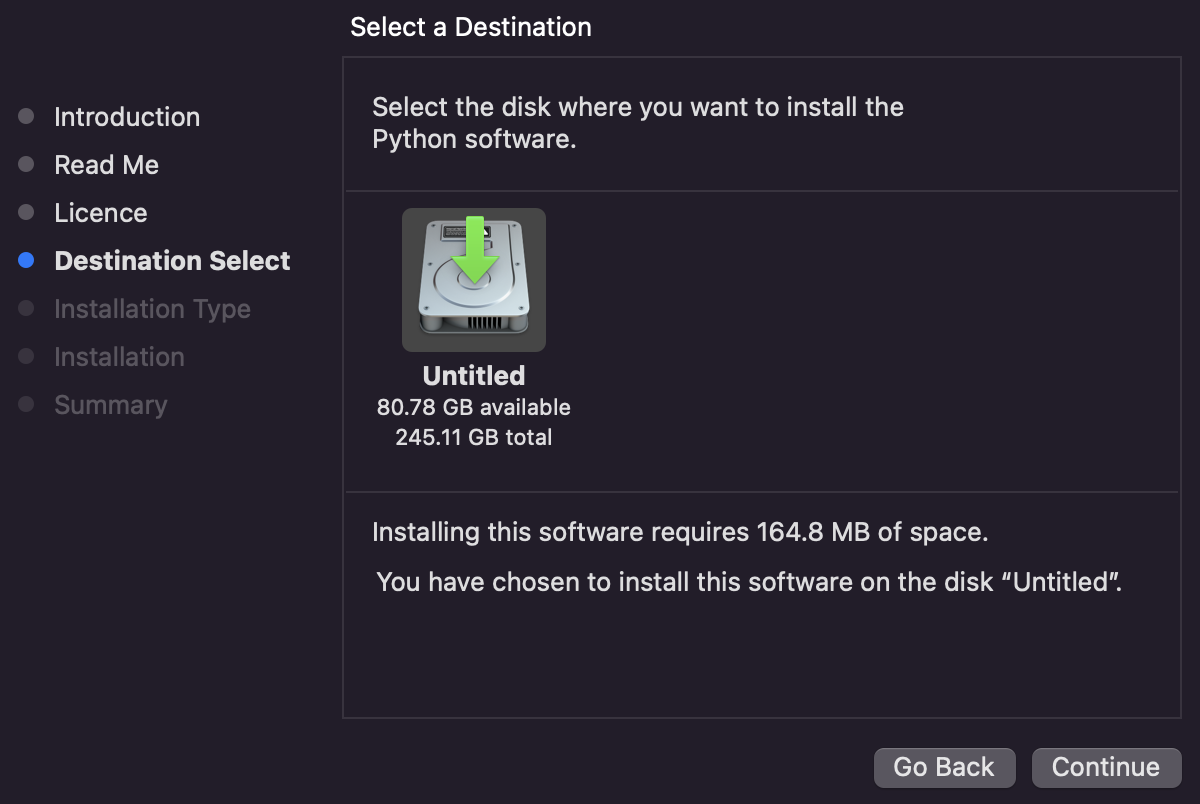 Select a Destination
Introduction
Read Me
Licence
Destination Select
Installation Type
Installation
Summary
Select the disk where you want to install the
Python software.
Untitled
80.78 GB available
245.11 GB total
Installing this software requires 164.8 MB of space.
You have chosen to install this software on the disk “Untitled”.
Go Back
Continue